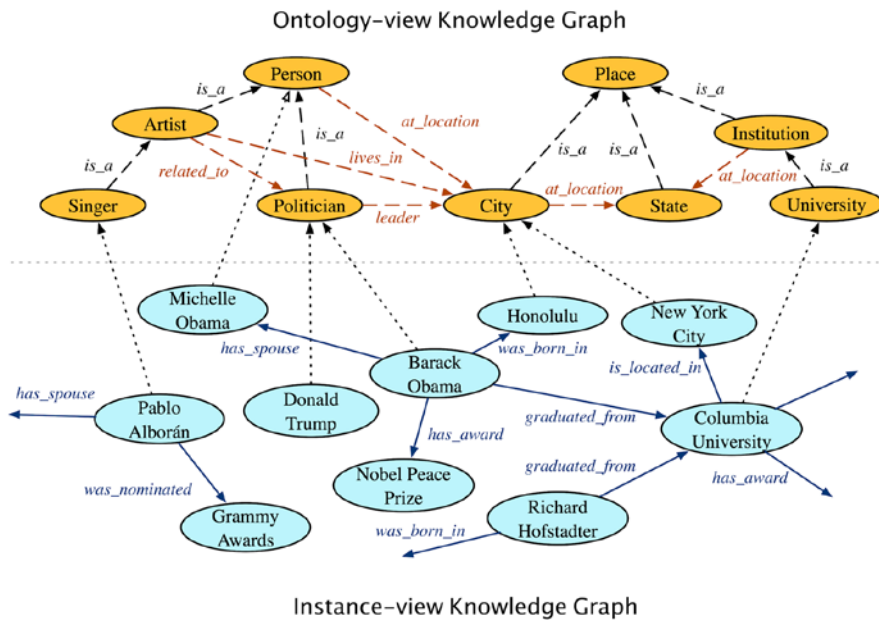 Ontology-view Knowledge Graph
Person
Place
is_a
at_location
is_a
Artist
is_a
Institution
is_a
lives_in
is_a
is_a
at_location
is_a
related_to
Singer
Politician
leader
City
at_location
State
University
Michelle
Obama
Honolulu
New York
City
has_spouse
was_born_in
is_located_in
Barack
Obama
has_spouse
Pablo
Alborán
Donald
Trump
graduated_from
Columbia
University
has_award
graduated_from
has_award
was_nominated
Nobel Peace
Prize
Grammy
Awards
was_born_in
Richard
Hofstadter
Instance-view Knowledge Graph